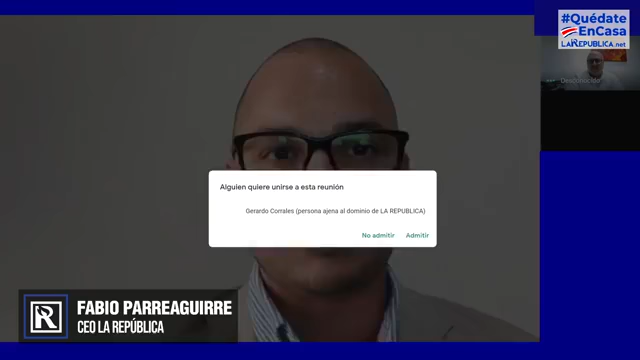 #Quédate
EnCasa
LAREPUBLICA.net
Desconocido
Alguien quiere unirse a esta reunión
Gerardo Corrales (persona ajena al dominio de LA REPUBLICA)
No admitir
Admitir
R
FABIO PARREAGUIRRE
CEO LA REPÚBLICA